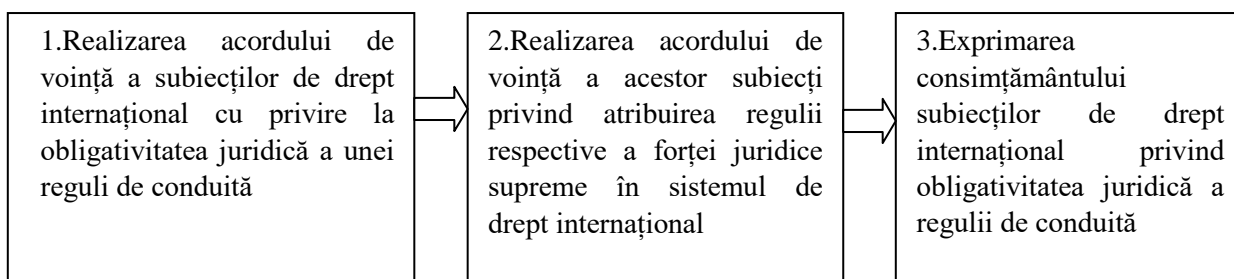 1.Realizarea acordului de
voință a subiecților de drept
internațional cu privire la
obligativitatea juridică a unei
reguli de conduită
2.Realizarea acordului de
voință a acestor subiecți
privind atribuirea regulii
respective a forței juridice
supreme în sistemul de
drept internațional
3.Exprimarea
consimțământului
subiecților de drept
internațional privind
obligativitatea juridică a
regulii de conduită